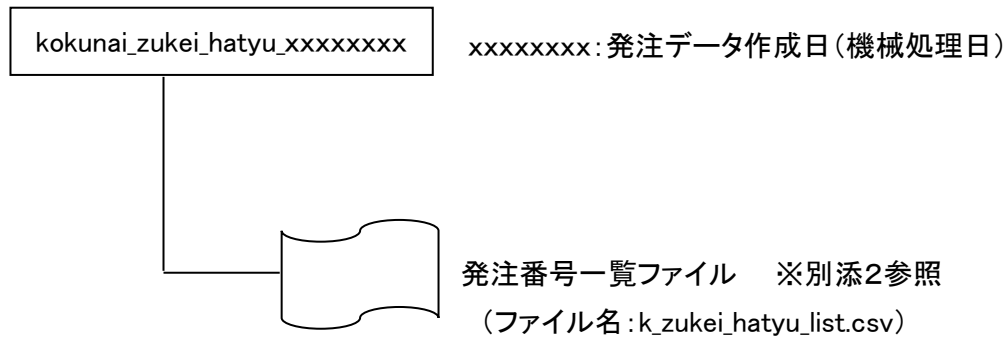 kokunai_zukei_hatyu_xxxxxxxx
xxxxxxxx：発注データ作成日（機械処理日）
発注番号一覧ファイル　※別添２参照
（ファイル名：k_zukei_hatyu_list.csv）